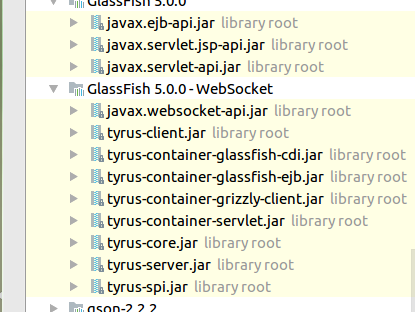 GlassFish 5.0.0
javax.ejb-api.jar library root
javax.servlet.jsp-api.jar library root
javax.servlet-api.jar library root
GlassFish 5.0.0 - WebSocket
javax.websocket-api.jar library root
tyrus-client.jar library root
tyrus-container-glassfish-cdi.jar library root
tyrus-container-glassfish-ejb.jar library root
tyrus-container-grizzly-client.jar library root
tyrus-container-servlet.jar library root
tyrus-core.jar library root
tyrus-server.jar library root
tyrus-spi.jar library root
gson-2.2.2